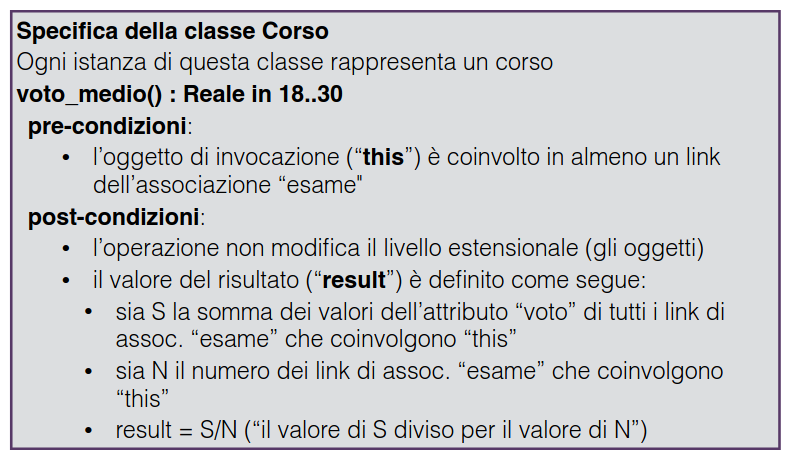 Specifica della classe Corso
Ogni istanza di questa classe rappresenta un corso
voto_medio() : Reale in 18..30
pre-condizioni:
• l’oggetto di invocazione (“this”) è coinvolto in almeno un link
dell’associazione “esame"
post-condizioni:
• l’operazione non modifica il livello estensionale (gli oggetti)
• il valore del risultato (“result”) è definito come segue:
• sia S la somma dei valori dell’attributo “voto” di tutti i link di
assoc. “esame” che coinvolgono “this”
• sia N il numero dei link di assoc. “esame” che coinvolgono
“this”
• result = S/N (“il valore di S diviso per il valore di N”)